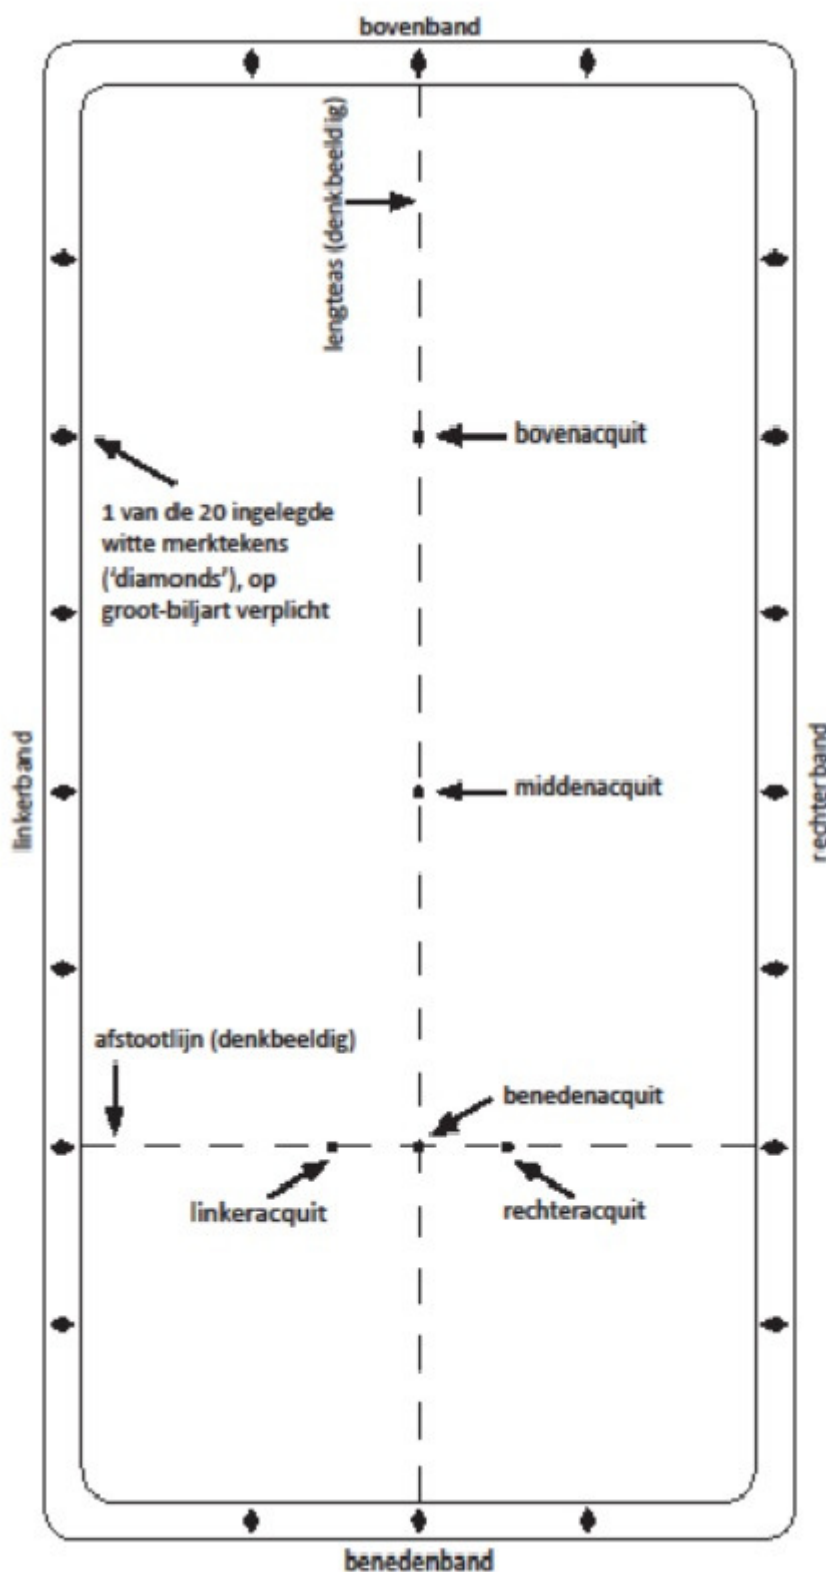 bovenband
lengteas (denkbeeldig)
bovenacquit
1 van de 20 ingelegde
witte merktekens
('diamonds'), op
groot-biljart verplicht
linkerband
middenacquit
rechterband
afstootlijn (denkbeeldig)
benedenacquit
linkeracquit
rechteracquit
benedenband